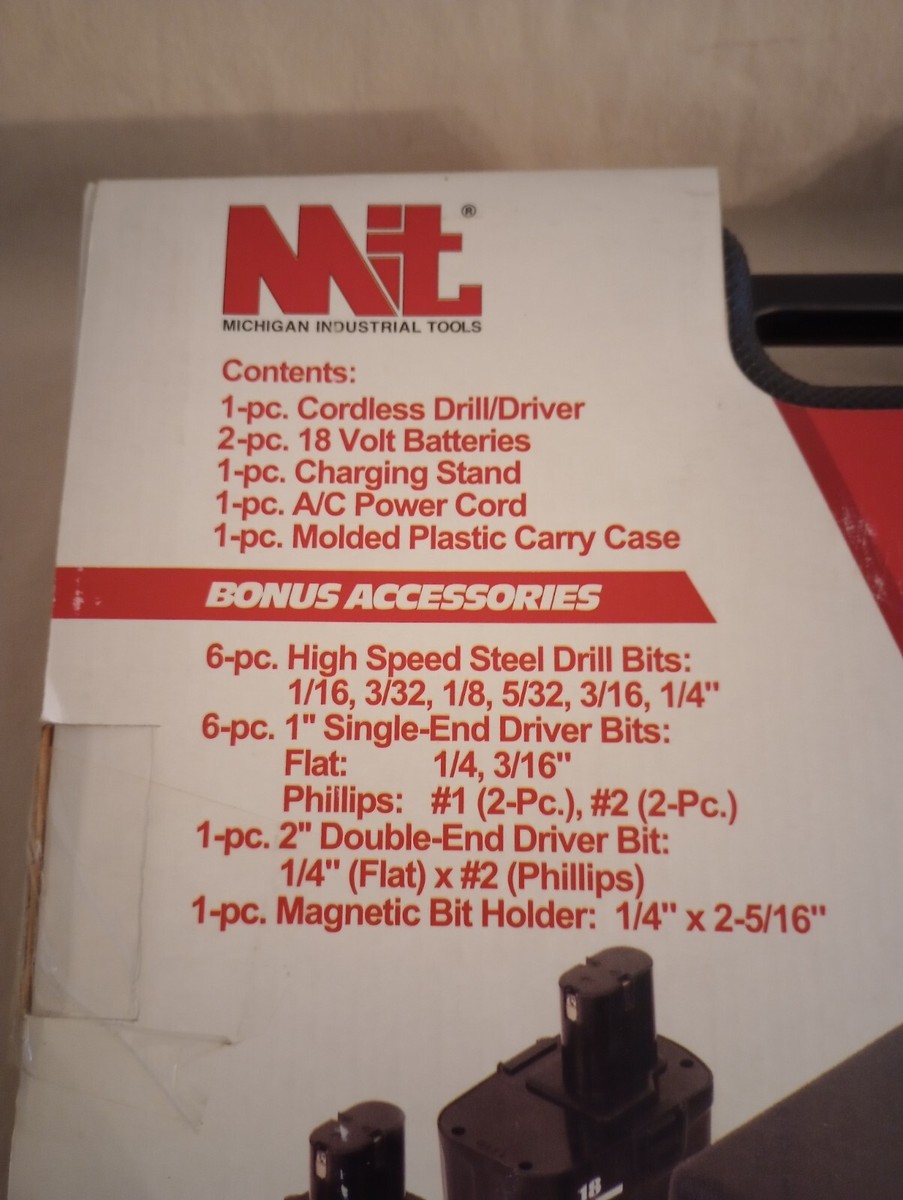 Mit®
MICHIGAN INDUSTRIAL TOOLS
Contents:
1-pc. Cordless Drill/Driver
2-pc. 18 Volt Batteries
1-pc. Charging Stand
1-pc. A/C Power Cord
1-pc. Molded Plastic Carry Case
BONUS ACCESSORIES
6-pc. High Speed Steel Drill Bits:
1/16, 3/32, 1/8, 5/32, 3/16, 1/4"
6-pc. 1" Single-End Driver Bits:
Flat: 1/4, 3/16"
Phillips: #1 (2-Pc.), #2 (2-Pc.)
1-pc. 2" Double-End Driver Bit:
1/4" (Flat) x #2 (Phillips)
1-pc. Magnetic Bit Holder: 1/4" x 2-5/16"
18